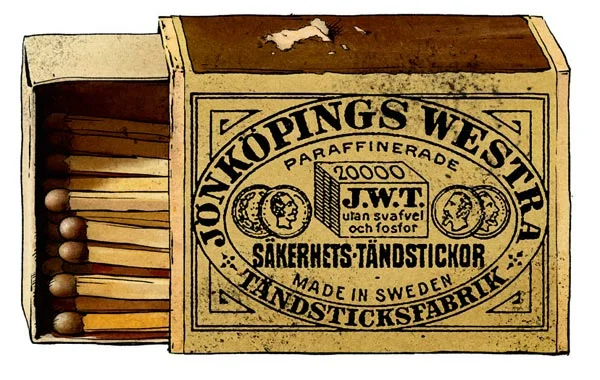 JÖNKÖPINGS WESTRA
PARAFFINERADE
20000
J.W.T.
utan svafvel
och fosfor
SÄKERHETS-TÄNDSTICKOR
MADE IN SWEDEN
TÄNDSTICKSFABRIK